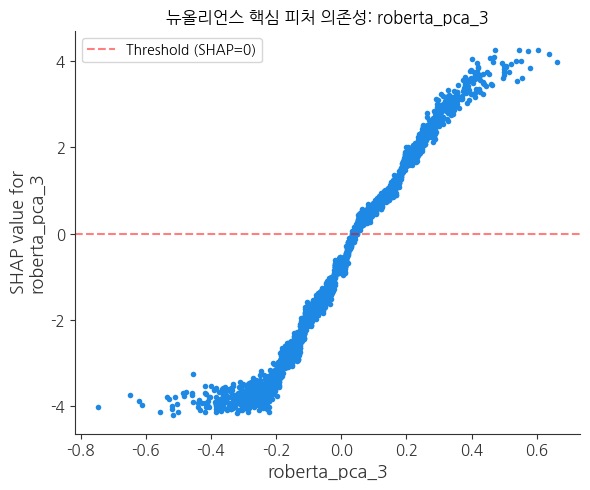 뉴올리언스 핵심 피처 의존성: roberta_pca_3
Threshold (SHAP=0)
4
2
0
-2
-4
SHAP value for
roberta_pca_3
-0.8 -0.6 -0.4 -0.2 0.0 0.2 0.4 0.6
roberta_pca_3